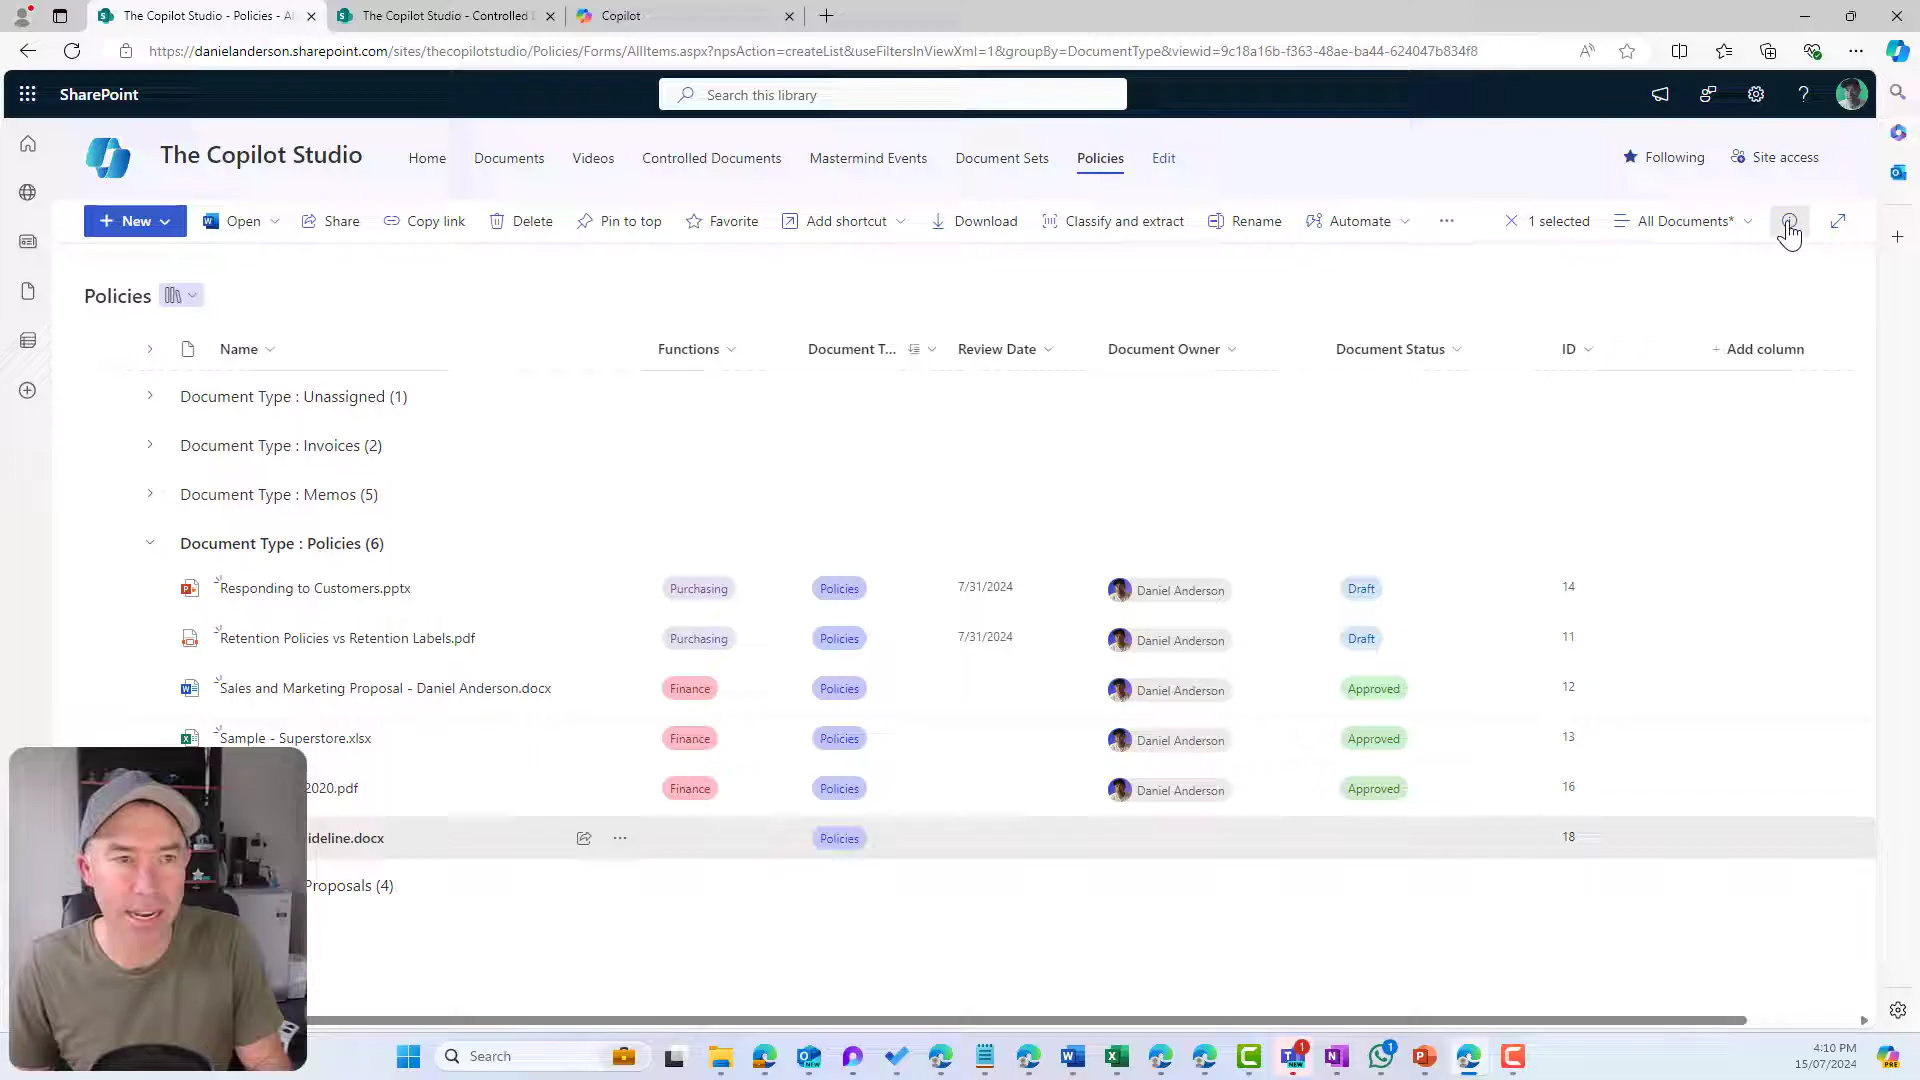 The Copilot Studio - Policies - Al
The Copilot Studio - Controlled D
Copilot
https://danielanderson.sharepoint.com/sites/thecopilotstudio/Policies/Forms/AllItems.aspx?npsAction=createList&useFiltersInViewXml=1&groupBy=DocumentType&viewid=9c18a16b-f363-48ae-ba44-624047b834f8
SharePoint
Search this library
The Copilot Studio
Home Documents Videos Controlled Documents Mastermind Events Document Sets Policies Edit
Following Site access
New Open Share Copy link Delete Pin to top Favorite Add shortcut Download Classify and extract Rename Automate ... 1 selected All Documents*
Policies
Name Functions Document T... Review Date Document Owner Document Status ID + Add column
Document Type : Unassigned (1)
Document Type : Invoices (2)
Document Type : Memos (5)
Document Type : Policies (6)
Responding to Customers.pptx Purchasing Policies 7/31/2024 Daniel Anderson Draft 14
Retention Policies vs Retention Labels.pdf Purchasing Policies 7/31/2024 Daniel Anderson Draft 11
Sales and Marketing Proposal - Daniel Anderson.docx Finance Policies Daniel Anderson Approved 12
Sample - Superstore.xlsx Finance Policies Daniel Anderson Approved 13
2020.pdf Finance Policies Daniel Anderson Approved 16
ideline.docx ... Policies 18
Proposals (4)
Search
1
1
PRE
4:10 PM
15/07/2024